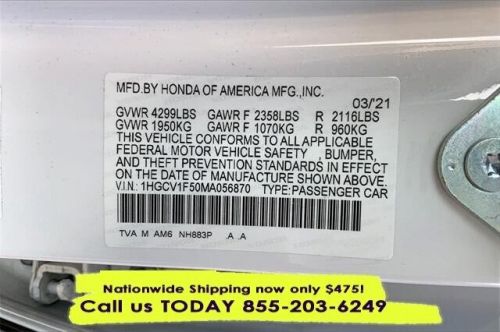 MFD.BY HONDA OF AMERICA MFG.,INC.
03/'21
GVWR 4299LBS GAWR F 2358LBS R 2116LBS
GVWR 1950KG GAWR F 1070KG R 960KG
THIS VEHICLE CONFORMS TO ALL APPLICABLE
FEDERAL MOTOR VEHICLE SAFETY , BUMPER,
AND THEFT PREVENTION STANDARDS IN EFFECT
ON THE DATE OF MANUFACTURE SHOWN ABOVE.
V.I.N: 1HGCV1F50MA056870 TYPE:PASSENGER CAR
TVA M AM6 NH883P .A .A
Nationwide Shipping now only $475!
Call us TODAY 855-203-6249